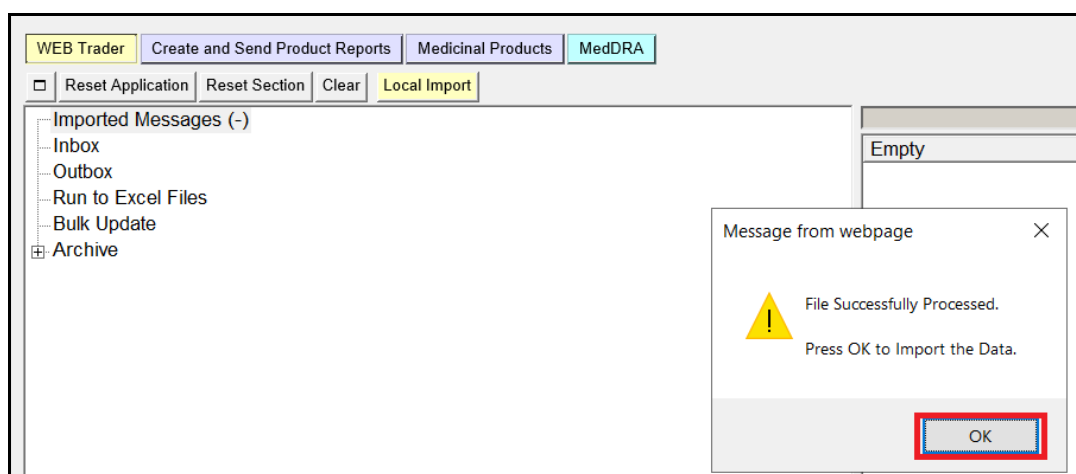 WEB Trader Create and Send Product Reports Medicinal Products MedDRA
Reset Application Reset Section Clear Local Import
Imported Messages (-)
Inbox
Outbox
Run to Excel Files
Bulk Update
Archive
Empty
Message from webpage
File Successfully Processed.
Press OK to Import the Data.
OK